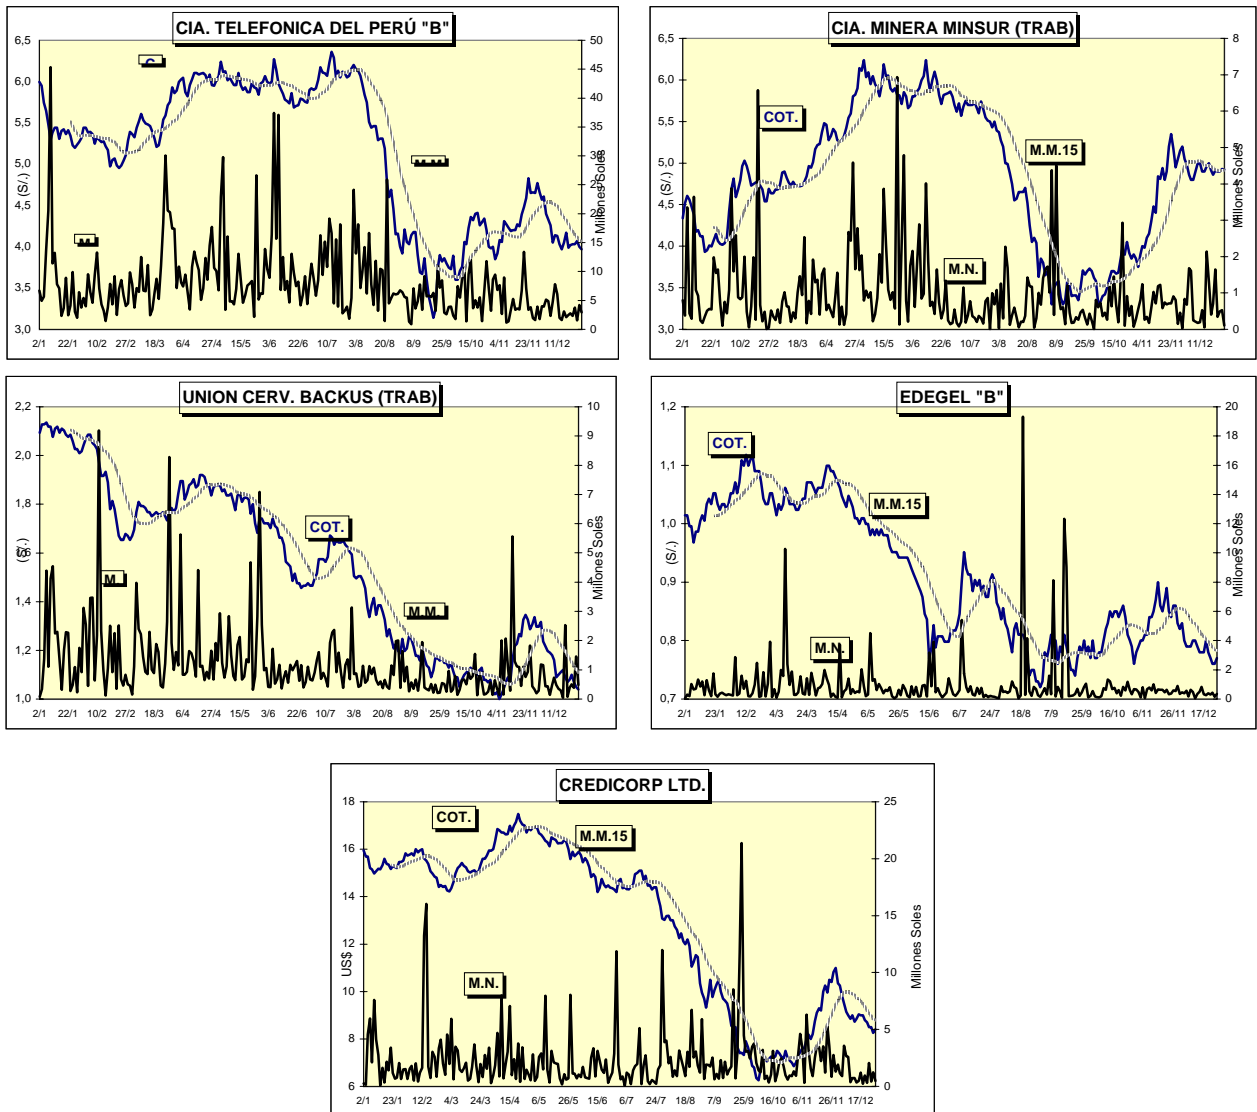 CIA. TELEFONICA DEL PERÚ "B"
6,5
6,0
5,5
5,0
4,5
4,0
3,5
3,0
(S/.)
50
45
40
35
30
25
20
15
10
5
0
Millones Soles
2/1 22/1 10/2 27/2 18/3 6/4 27/4 15/5 3/6 22/6 10/7 3/8 20/8 8/9 25/9 15/10 4/11 23/11 11/12
CIA. MINERA MINSUR (TRAB)
6,5
6,0
5,5
5,0
4,5
4,0
3,5
3,0
(S/.)
COT.
M.M.15
M.N.
8
7
6
5
4
3
2
1
0
Millones Soles
2/1 22/1 10/2 27/2 18/3 6/4 27/4 15/5 3/6 22/6 10/7 3/8 20/8 8/9 25/9 15/10 4/11 23/11 11/12
UNION CERV. BACKUS (TRAB)
2,2
2,0
1,8
1,6
1,4
1,2
1,0
(S/.)
COT.
M.
M.M.
10
9
8
7
6
5
4
3
2
1
0
Millones Soles
2/1 22/1 10/2 27/2 18/3 6/4 27/4 15/5 3/6 22/6 10/7 3/8 20/8 8/9 25/9 15/10 4/11 23/11 11/12
EDEGEL "B"
1,2
1,1
1,0
0,9
0,8
0,7
(S/.)
COT.
M.M.15
M.N.
20
18
16
14
12
10
8
6
4
2
0
Millones Soles
2/1 23/1 12/2 4/3 24/3 15/4 6/5 26/5 15/6 6/7 24/7 18/8 7/9 25/9 16/10 6/11 26/11 17/12
CREDICORP LTD.
18
16
14
12
10
8
6
US$
COT.
M.M.15
M.N.
25
20
15
10
5
0
Millones Soles
2/1 23/1 12/2 4/3 24/3 15/4 6/5 26/5 15/6 6/7 24/7 18/8 7/9 25/9 16/10 6/11 26/11 17/12